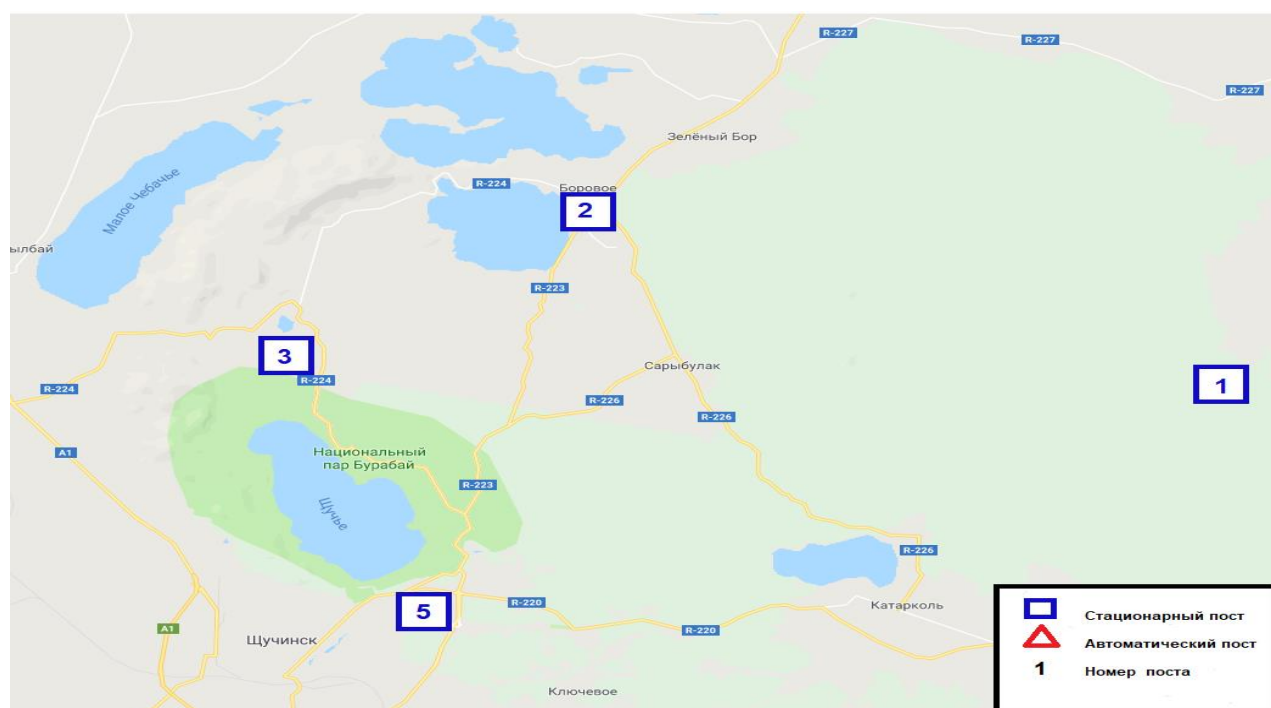 R-227
R-227
R-227
Зелёный Бор
R-224
Боровое
2
Малое Чебачье
ылбай
R-223
3
Сарыбулак
R-224
R-224
1
R-226
R-226
A1
Национальный
пар Бурабай
R-223
Щучье
R-226
5
R-220
Катарколь
A1
R-220
Щучинск
Ключевое
Стационарный пост
Автоматический пост
1 Номер поста